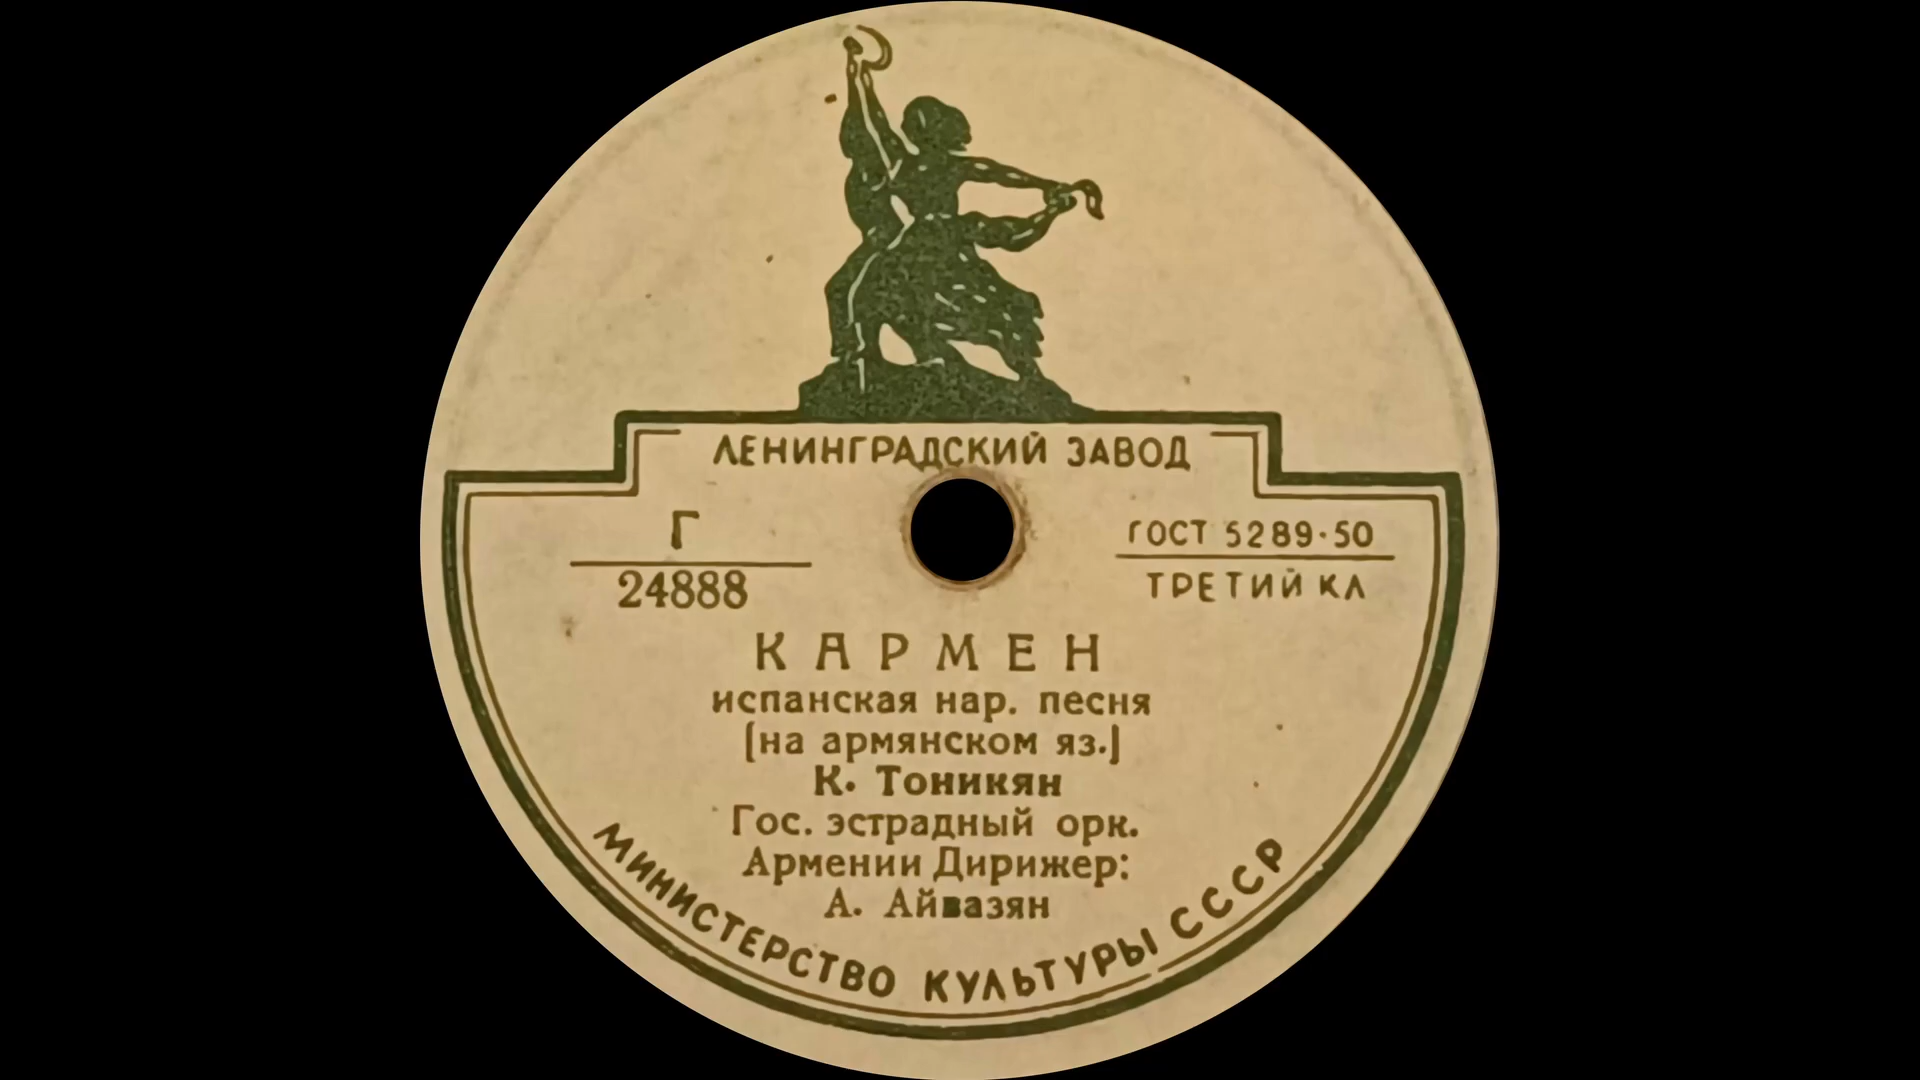 ЛЕНИНГРАДСКИЙ ЗАВОД
Г
24888
ГОСТ 5289·50
ТРЕТИЙ КЛ
КАРМЕН
испанская нар. песня
[на армянском яз.]
К. Тоникян
Гос. эстрадный орк.
Армении Дирижер:
А. Айвазян
МИНИСТЕРСТВО КУЛЬТУРЫ СССР